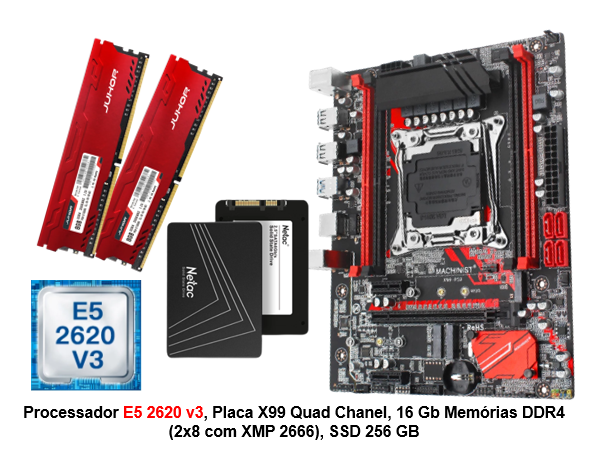 JUHOR
JUHOR
Netac
Netac
Solid State Drive
E5
2620
V3
MACHINIST
RoHS
Processador E5 2620 v3, Placa X99 Quad Chanel, 16 Gb Memórias DDR4
(2x8 com XMP 2666), SSD 256 GB